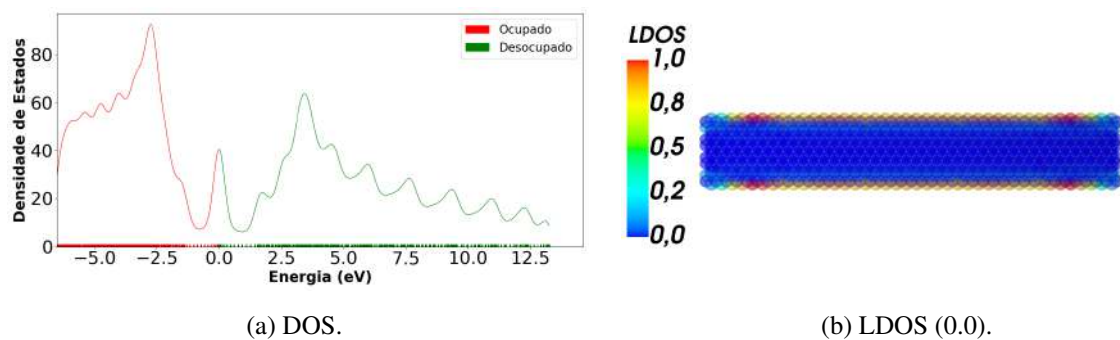 Densidade de Estados
80
60
40
20
0
Ocupado
Desocupado
−5.0 −2.5 0.0 2.5 5.0 7.5 10.0 12.5
Energia (eV)
(a) DOS.
LDOS
1,0
0,8
0,5
0,2
0,0
(b) LDOS (0.0).